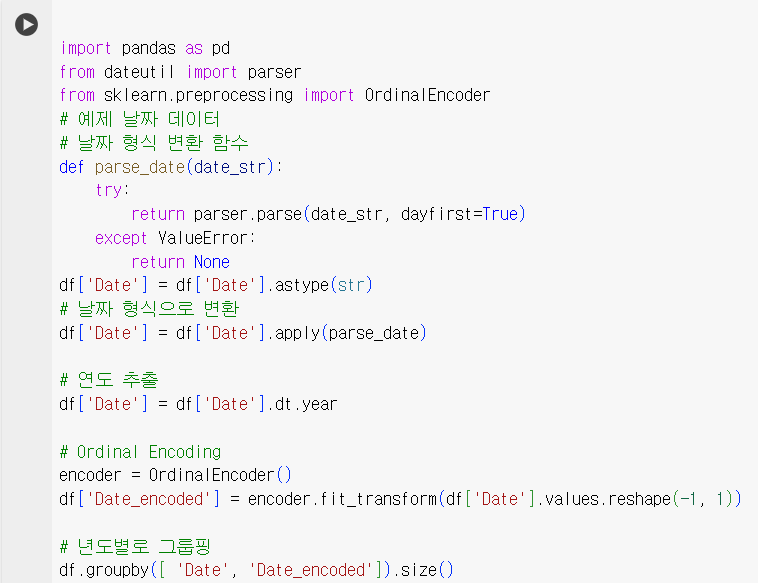 import pandas as pd
from dateutil import parser
from sklearn.preprocessing import OrdinalEncoder
# 예제 날짜 데이터
# 날짜 형식 변환 함수
def parse_date(date_str):
    try:
        return parser.parse(date_str, dayfirst=True)
    except ValueError:
        return None
df['Date'] = df['Date'].astype(str)
# 날짜 형식으로 변환
df['Date'] = df['Date'].apply(parse_date)
# 연도 추출
df['Date'] = df['Date'].dt.year
# Ordinal Encoding
encoder = OrdinalEncoder()
df['Date_encoded'] = encoder.fit_transform(df['Date'].values.reshape(-1, 1))
# 년도별로 그룹핑
df.groupby([ 'Date', 'Date_encoded']).size()